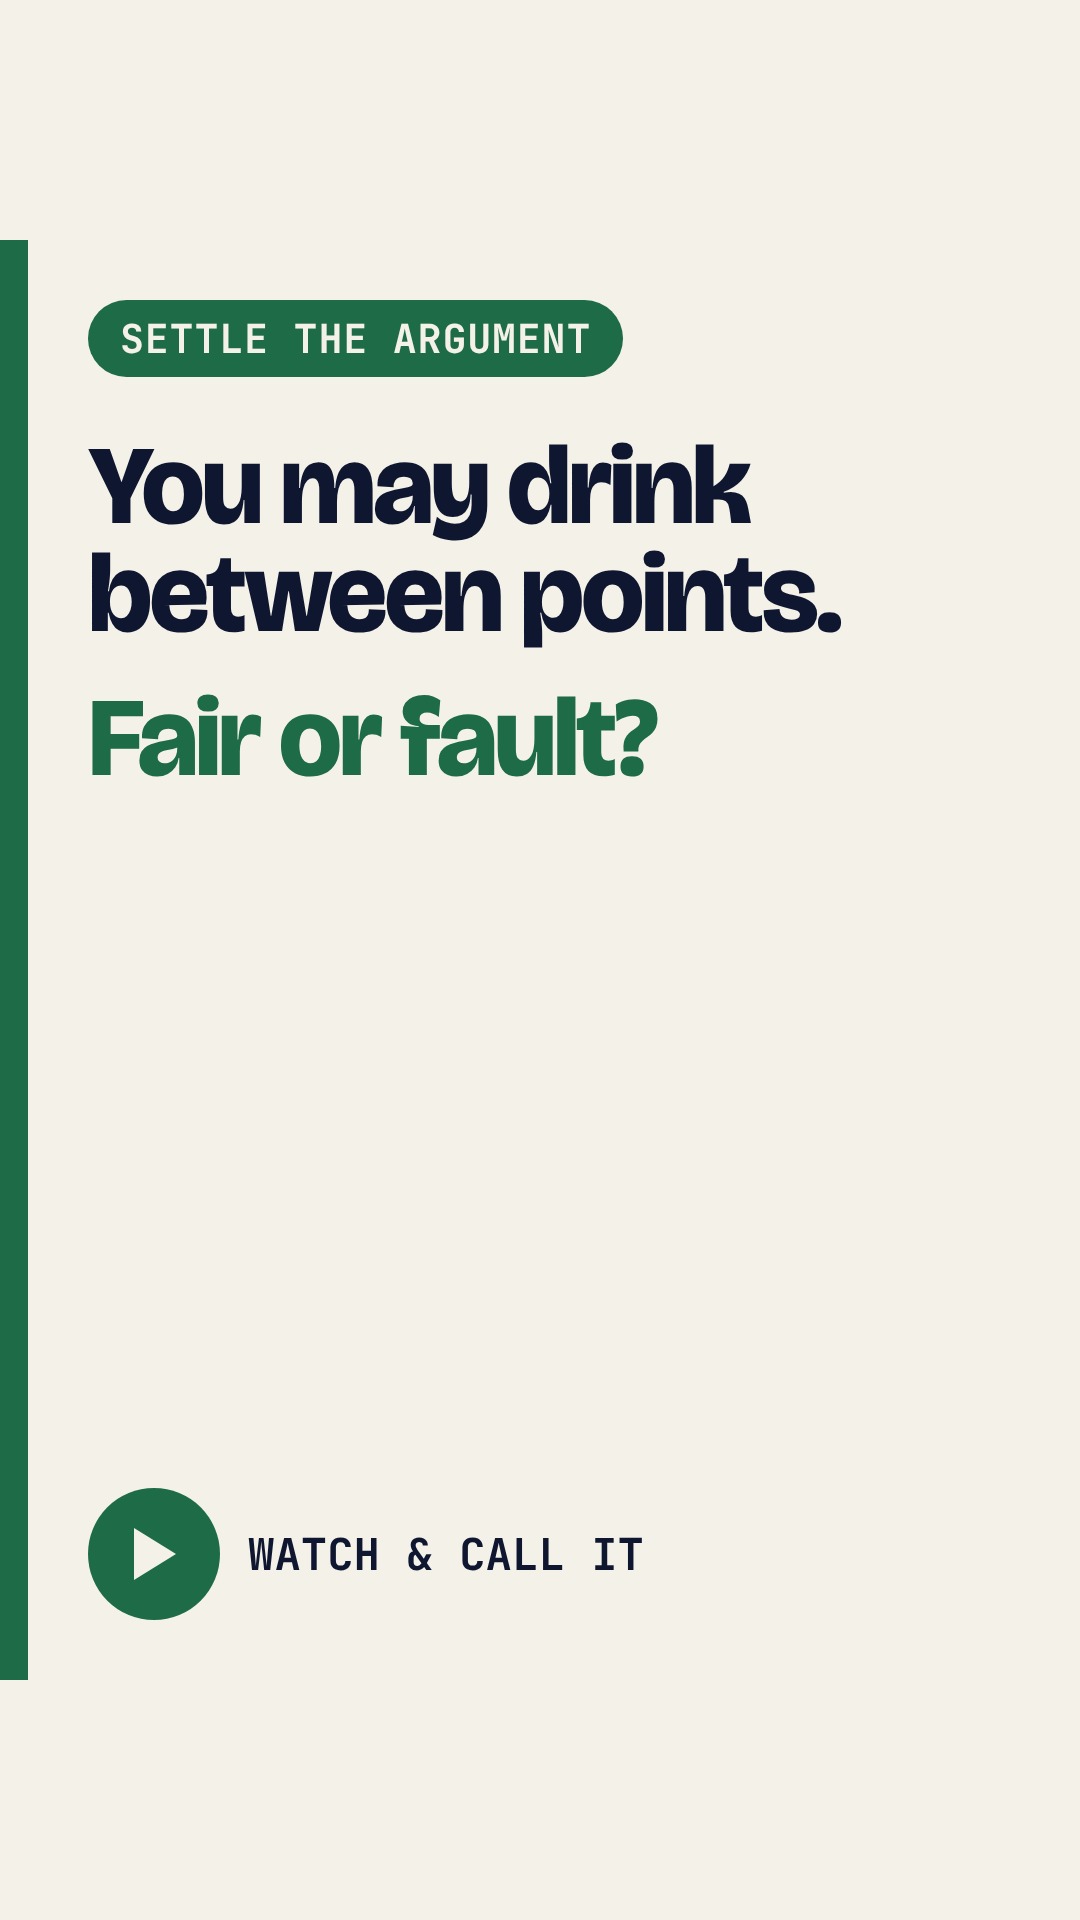 SETTLE THE ARGUMENT
You may drink
between points.
Fair or fault?
WATCH & CALL IT